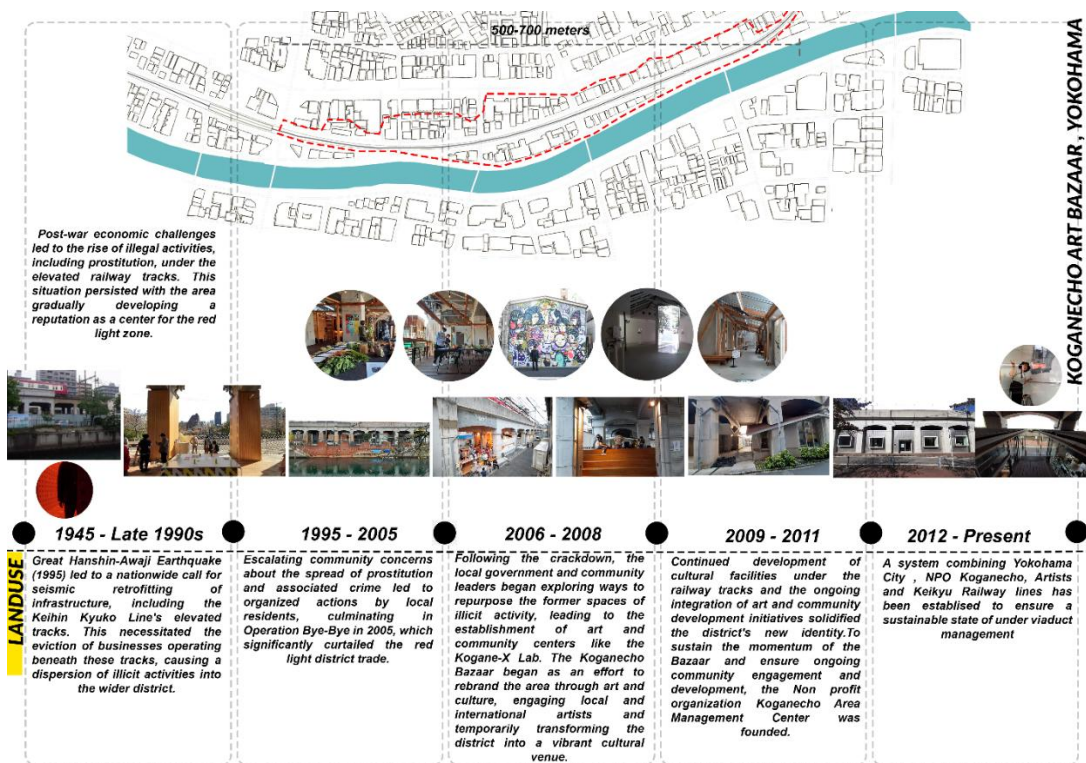 500-700 meters
KOGANECHO ART BAZAAR, YOKOHAMA
Post-war economic challenges
led to the rise of illegal activities,
including prostitution, under the
elevated railway tracks. This
situation persisted with the area
gradually developing a
reputation as a center for the red
light zone.
LANDUSE
1945 - Late 1990s
Great Hanshin-Awaji Earthquake
(1995) led to a nationwide call for
seismic retrofitting of
infrastructure, including the
Keihin Kyuko Line's elevated
tracks. This necessitated the
eviction of businesses operating
beneath these tracks, causing a
dispersion of illicit activities into
the wider district.
1995 - 2005
Escalating community concerns
about the spread of prostitution
and associated crime led to
organized actions by local
residents, culminating in
Operation Bye-Bye in 2005, which
significantly curtailed the red
light district trade.
2006 - 2008
Following the crackdown, the
local government and community
leaders began exploring ways to
repurpose the former spaces of
illicit activity, leading to the
establishment of art and
community centers like the
Kogane-X Lab. The Koganecho
Bazaar began as an effort to
rebrand the area through art and
culture, engaging local and
international artists and
temporarily transforming the
district into a vibrant cultural
venue.
2009 - 2011
Continued development of
cultural facilities under the
railway tracks and the ongoing
integration of art and community
development initiatives solidified
the district's new identity.To
sustain the momentum of the
Bazaar and ensure ongoing
community engagement and
development, the Non profit
organization Koganecho Area
Management Center was
founded.
2012 - Present
A system combining Yokohama
City , NPO Koganecho, Artists
and Keikyu Railway lines has
been establised to ensure a
sustainable state of under viaduct
management